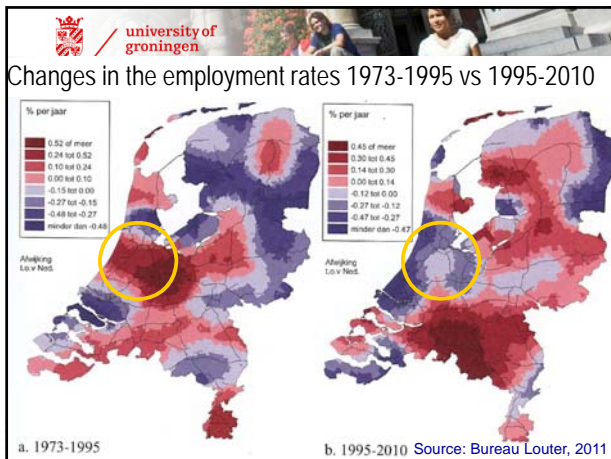 university of
groningen
Changes in the employment rates 1973-1995 vs 1995-2010
% per jaar
0.52 of meer
0.24 tot 0.52
0.10 tot 0.24
0.00 tot 0.10
-0.15 tot 0.00
-0.27 tot -0.15
-0.48 tot -0.27
minder dan -0.48
Afwijking
t.o.v Ned.
a. 1973-1995
% per jaar
0.45 of meer
0.30 tot 0.45
0.14 tot 0.30
0.00 tot 0.14
-0.12 tot 0.00
-0.27 tot -0.12
-0.47 tot -0.27
minder dan -0.47
Afwijking
t.o.v Ned.
b. 1995-2010
Source: Bureau Louter, 2011